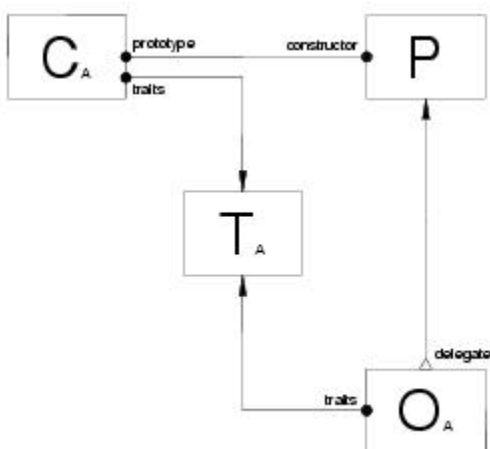 prototype
constructor
C A
P
traits
T A
delegate
traits
O A